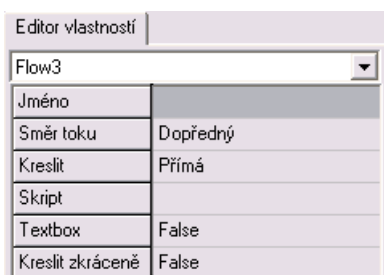 Editor vlastností
Flow3
Jméno
Směr toku Dopředný
Kreslit Přímá
Skript
Textbox False
Kreslit zkráceně False